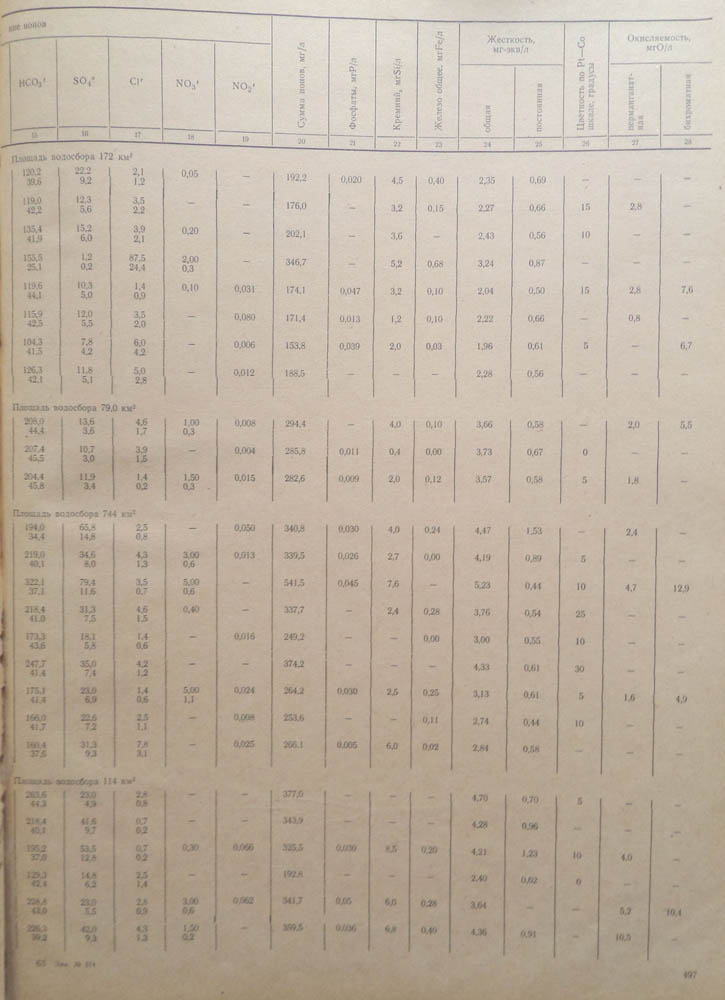 ние ионов
HCO₃′ SO₄″ Cl′ NO₃′ NO₂′ Сумма ионов, мг/л Фосфаты, мгP/л Кремний, мгSi/л Железо общее, мгFe/л Жесткость, мг-экв/л общая постоянная Цветность по Pt—Co шкале, градусы Окисляемость, мгО/л перманганат-ная бихроматная
15 16 17 18 19 20 21 22 23 24 25 26 27 28
Площадь водосбора 172 км²
120,2 22,2 2,1 0,05 — 192,2 0,020 4,5 0,40 2,35 0,69 — — —
39,6 9,2 1,2
119,0 12,3 3,5 — — 176,0 — 3,2 0,15 2,27 0,66 15 2,8 —
42,2 5,6 2,2
135,4 15,2 3,9 0,20 — 202,1 — 3,6 — 2,43 0,56 10 — —
41,9 6,0 2,1
155,5 1,2 87,5 2,00 — 346,7 — 5,2 0,68 3,24 0,87 — — —
25,1 0,2 24,4 0,3
119,6 10,3 1,4 0,10 0,031 174,1 0,047 3,2 0,10 2,04 0,50 15 2,8 7,6
44,1 5,0 0,9
115,9 12,0 3,5 — 0,080 171,4 0,013 1,2 0,10 2,22 0,66 — 0,8 —
42,5 5,5 2,0
104,3 7,8 6,0 — 0,006 153,8 0,039 2,0 0,03 1,96 0,61 5 — 6,7
41,5 4,2 4,2
126,3 11,8 5,0 — 0,012 188,5 — — — 2,28 0,56 — — —
42,1 5,1 2,8
Площадь водосбора 79,0 км²
208,0 13,6 4,6 1,00 0,008 294,4 — 4,0 0,10 3,66 0,58 — 2,0 5,5
44,4 3,6 1,7 0,3
207,4 10,7 3,9 — 0,004 285,8 0,011 0,4 0,00 3,73 0,67 0 — —
45,5 3,0 1,5
204,4 11,9 1,4 1,50 0,015 282,6 0,009 2,0 0,12 3,57 0,58 5 1,8 —
45,8 3,4 0,2 0,3
Площадь водосбора 744 км²
194,0 65,8 2,5 — 0,050 340,8 0,030 4,0 0,24 4,47 1,53 — 2,4 —
34,4 14,8 0,8
219,0 34,6 4,3 3,00 0,013 339,5 0,026 2,7 0,00 4,19 0,89 5 — —
40,1 8,0 1,3 0,6
322,1 79,4 3,5 5,00 — 541,5 0,045 7,6 — 5,23 0,44 10 4,7 12,9
37,1 11,6 0,7 0,6
218,4 31,3 4,6 0,40 — 337,7 — 2,4 0,28 3,76 0,54 25 — —
41,0 7,5 1,5
173,3 18,1 1,4 — 0,016 249,2 — — 0,00 3,00 0,55 10 — —
43,6 5,8 0,6
247,7 35,0 4,2 — — 374,2 — — — 4,33 0,61 30 — —
41,4 7,4 1,2
175,1 23,0 1,4 5,00 0,024 264,2 0,030 2,5 0,25 3,13 0,61 5 1,6 4,9
41,4 6,9 0,6 1,1
166,0 22,6 2,5 — 0,008 253,6 — — 0,11 2,74 0,44 10 — —
41,7 7,2 1,1
160,4 31,3 7,8 — 0,025 266,1 0,005 6,0 0,02 2,84 0,58 — — —
37,6 9,3 3,1
Площадь водосбора 114 км²
263,6 23,0 2,8 — — 377,0 — — — 4,70 0,70 5 — —
44,3 4,9 0,8
218,4 41,6 0,7 — — 343,9 — — — 4,28 0,96 — — —
40,1 9,7 0,2
195,2 53,5 0,7 0,30 0,066 325,5 0,030 8,5 0,20 4,21 1,23 10 4,0 —
37,0 12,8 0,2
129,3 14,8 2,5 — — 192,8 — — — 2,40 0,02 0 — —
42,4 6,2 1,4
228,8 23,0 2,8 3,00 0,062 341,7 0,05 6,0 0,28 3,64 — — 5,2 10,4
43,0 5,5 0,9 0,6
226,3 42,0 4,3 1,50 — 359,5 0,036 6,8 0,40 4,36 0,91 — 10,5 —
39,2 9,3 1,3 0,2
63 Зак. № 514
497